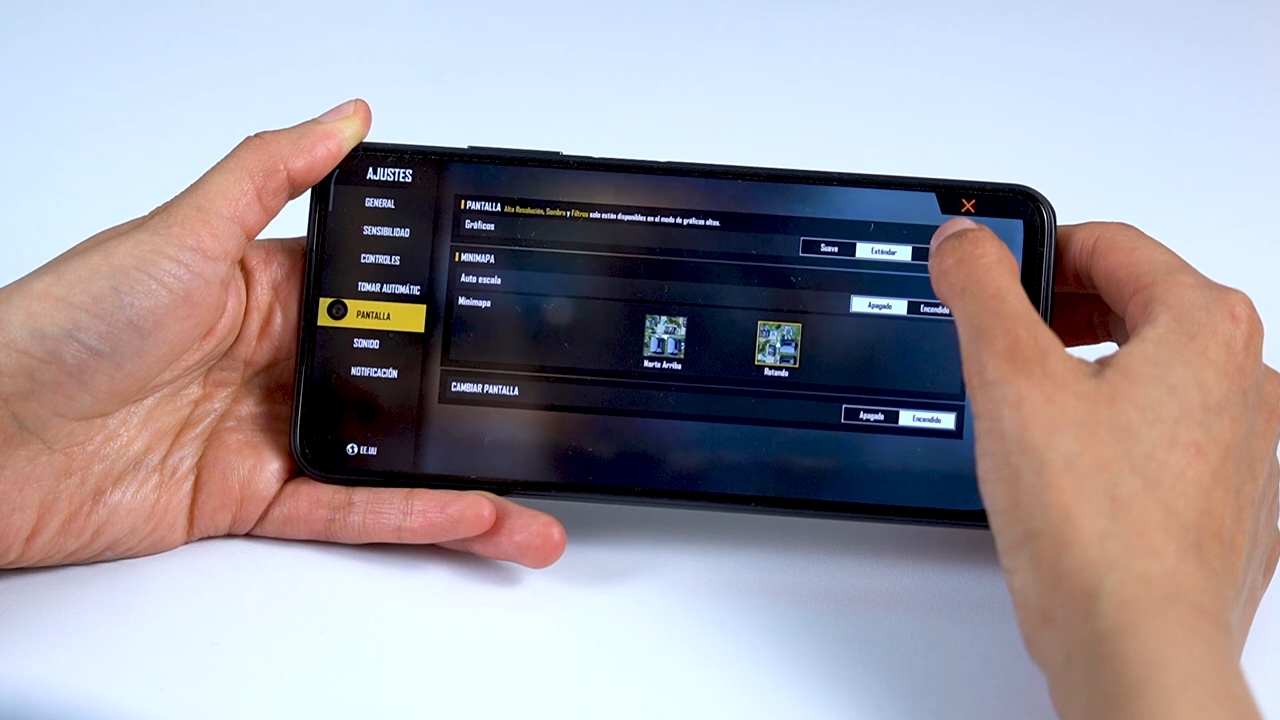 AJUSTES
GENERAL
SENSIBILIDAD
CONTROLES
TOMAR AUTOMÁTIC
PANTALLA
SONIDO
NOTIFICACIÓN
EE.UU
PANTALLA Alta Resolución, Sombra y Filtros solo están disponibles en el modo de gráficos altos.
Gráficos
Suave Estándar
MINIMAPA
Auto escala
Apagado Encendido
Minimapa
Norte Arriba Rotando
CAMBIAR PANTALLA
Apagado Encendido